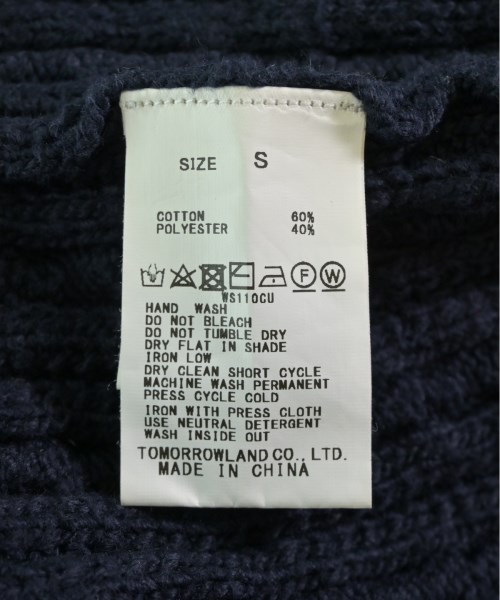 SIZE S
COTTON 60%
POLYESTER 40%
F W
WS110CU
HAND WASH
DO NOT BLEACH
DO NOT TUMBLE DRY
DRY FLAT IN SHADE
IRON LOW
DRY CLEAN SHORT CYCLE
MACHINE WASH PERMANENT
PRESS CYCLE COLD
IRON WITH PRESS CLOTH
USE NEUTRAL DETERGENT
WASH INSIDE OUT
TOMORROWLAND CO., LTD.
MADE IN CHINA